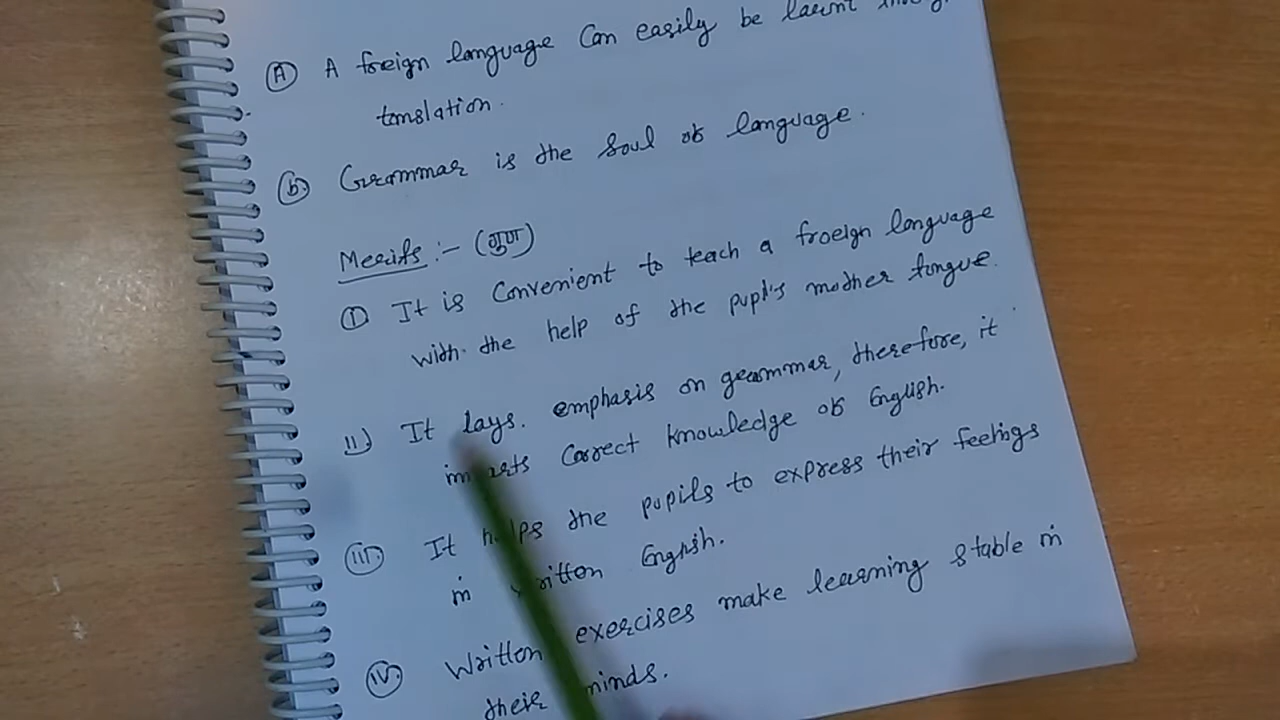 (A) A foreign language Can easily be laernt
tanslation.
(b) Grammar is the Soul of language.
Merits :- (गुण)
(I) It is Convenient to teach a froeign language
with the help of the pupil's mother tongue.
II) It lays emphasis on grammar, therefore, it
imparts Correct Knowledge of English.
(III) It helps the pupils to express their feelings
in written English.
(IV) Written exercises make learning stable in
their minds.